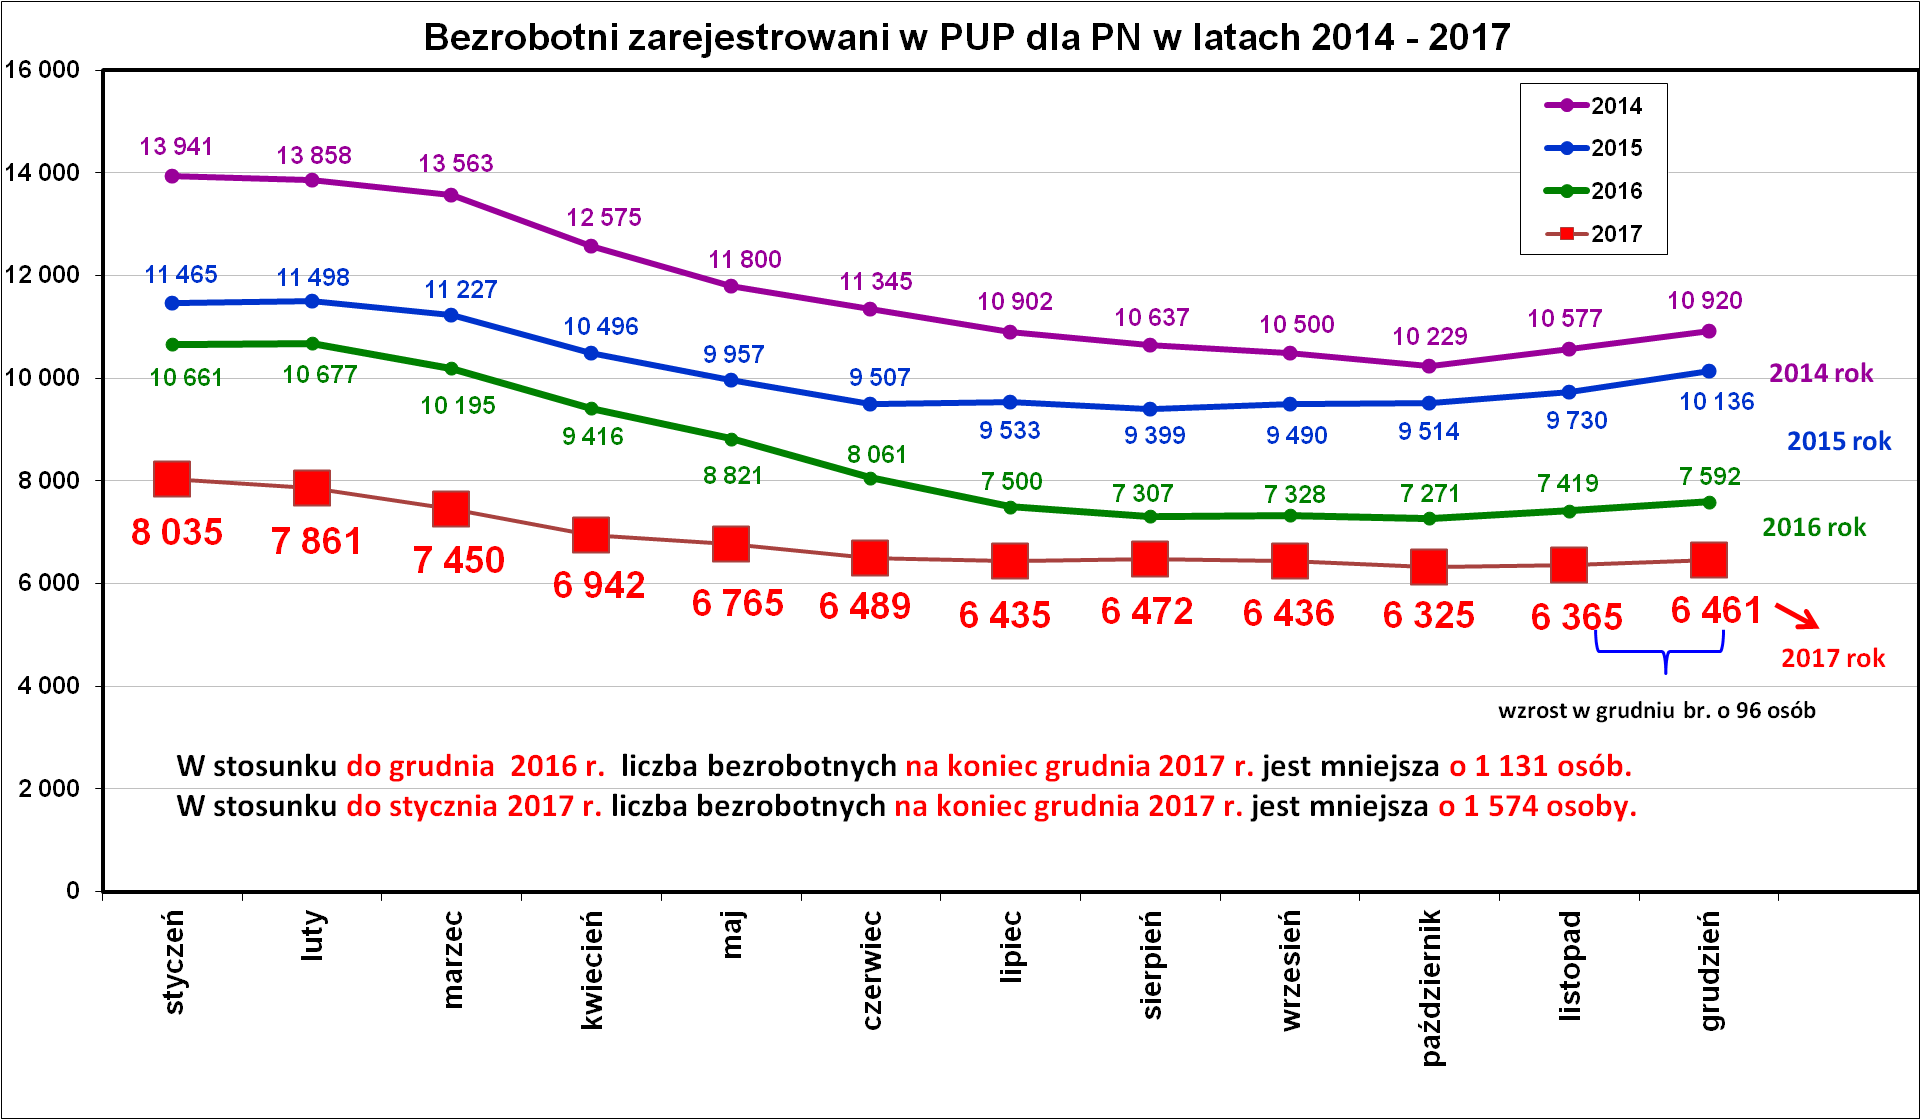 Bezrobotni zarejestrowani w PUP dla PN w latach 2014 - 2017
16 000
14 000
12 000
10 000
8 000
6 000
4 000
2 000
0
2014
2015
2016
2017
13 941 13 858 13 563 12 575 11 800 11 345 10 902 10 637 10 500 10 229 10 577 10 920
2014 rok
11 465 11 498 11 227 10 496 9 957 9 507 9 533 9 399 9 490 9 514 9 730 10 136
2015 rok
10 661 10 677 10 195 9 416 8 821 8 061 7 500 7 307 7 328 7 271 7 419 7 592
2016 rok
8 035 7 861 7 450 6 942 6 765 6 489 6 435 6 472 6 436 6 325 6 365 6 461
2017 rok
wzrost w grudniu br. o 96 osób
W stosunku do grudnia 2016 r. liczba bezrobotnych na koniec grudnia 2017 r. jest mniejsza o 1 131 osób.
W stosunku do stycznia 2017 r. liczba bezrobotnych na koniec grudnia 2017 r. jest mniejsza o 1 574 osoby.
styczeń
luty
marzec
kwiecień
maj
czerwiec
lipiec
sierpień
wrzesień
październik
listopad
grudzień